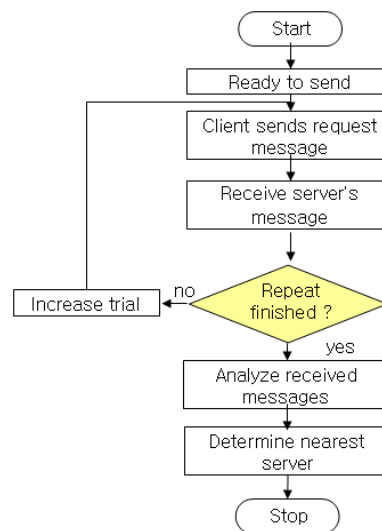 Start
Ready to send
Client sends request
message
Receive server's
message
Repeat
finished ?
no
Increase trial
yes
Analyze received
messages
Determine nearest
server
Stop